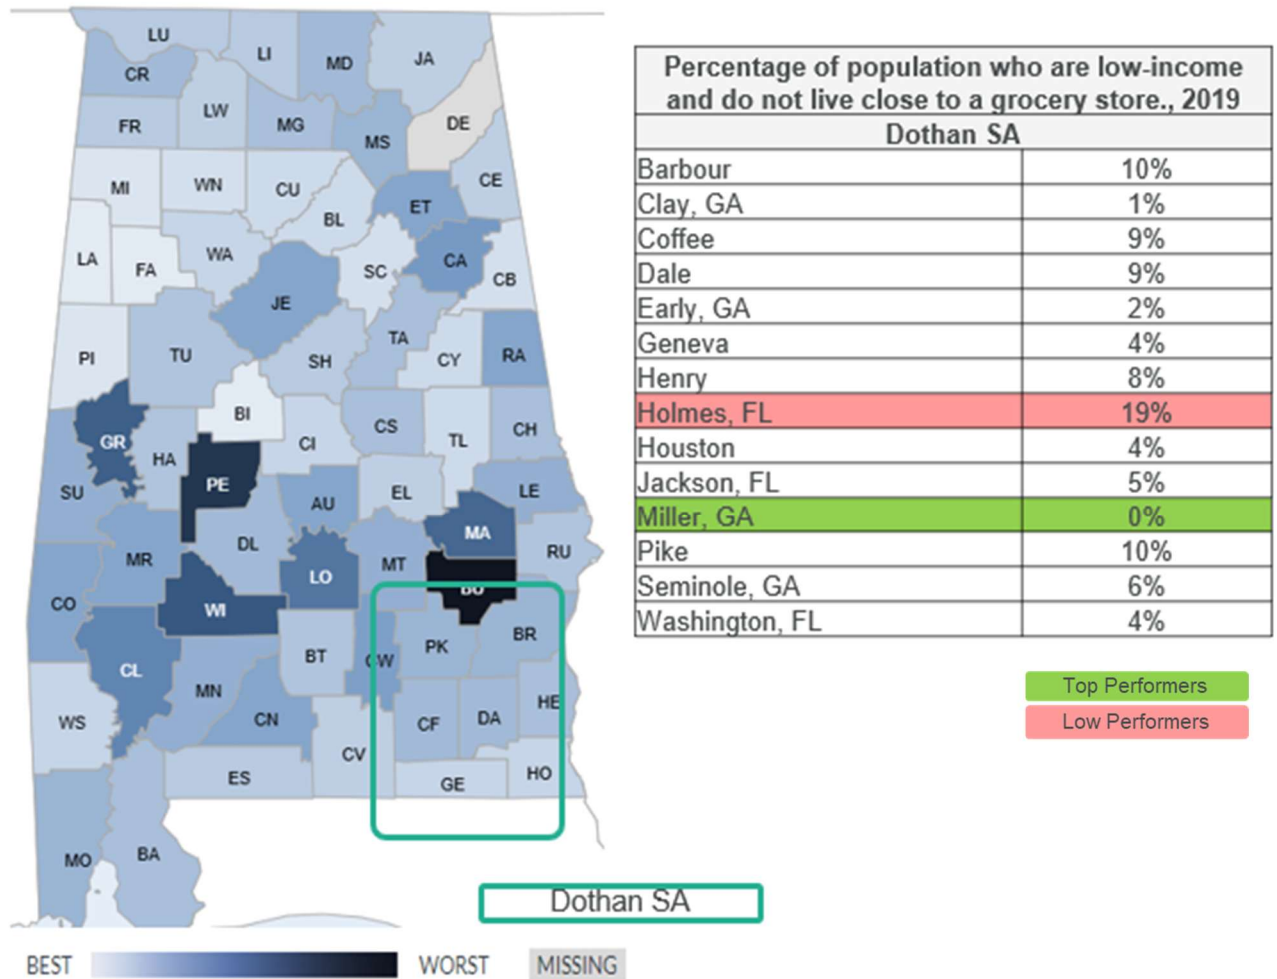 LU
LI
MD
JA
CR
LW
FR
MG
MS
DE
MI
WN
CU
CE
BL
ET
LA
FA
WA
SC
CA
CB
JE
PI
TU
SH
TA
CY
RA
BI
GR
CI
CS
TL
CH
HA
SU
PE
AU
EL
LE
MA
MR
DL
MT
RU
LO
BU
CO
WI
BR
PK
BT
CW
CL
MN
HE
WS
CN
CF
DA
CV
HO
ES
GE
MO
BA
Percentage of population who are low-income
and do not live close to a grocery store., 2019
Dothan SA
Barbour 10%
Clay, GA 1%
Coffee 9%
Dale 9%
Early, GA 2%
Geneva 4%
Henry 8%
Holmes, FL 19%
Houston 4%
Jackson, FL 5%
Miller, GA 0%
Pike 10%
Seminole, GA 6%
Washington, FL 4%
Top Performers
Low Performers
Dothan SA
BEST WORST MISSING